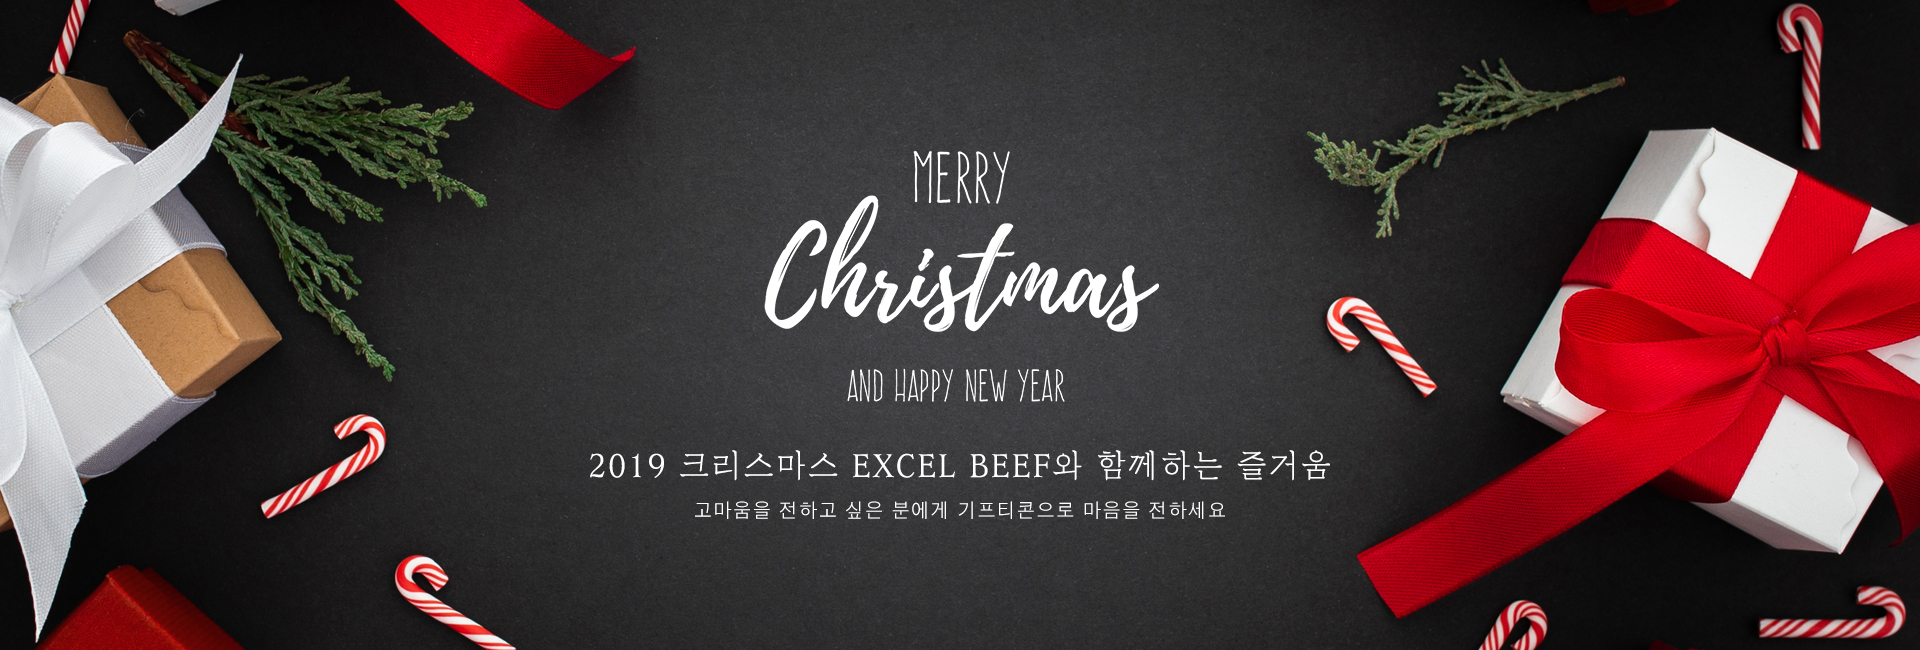 MERRY
Christmas
AND HAPPY NEW YEAR
2019 크리스마스 EXCEL BEEF와 함께하는 즐거움
고마움을 전하고 싶은 분에게 기프티콘으로 마음을 전하세요